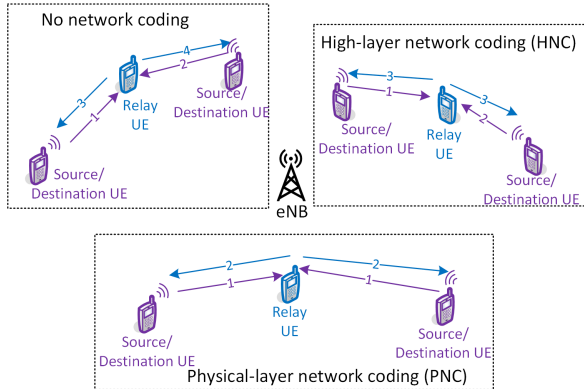 No network coding
4
2
3
1
Relay
UE
Source/
Destination UE
Source/
Destination UE
High-layer network coding (HNC)
3
1
3
2
Source/
Destination UE
Relay
UE
Source/
Destination UE
eNB
2
2
1
1
Relay
UE
Source/
Destination UE
Source/
Destination UE
Physical-layer network coding (PNC)